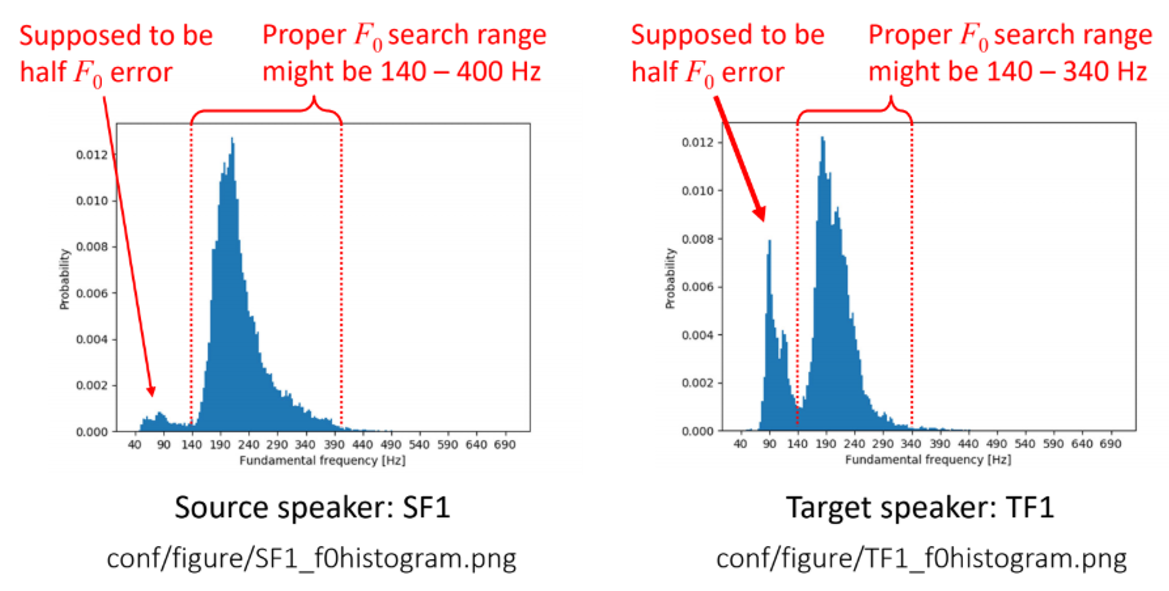 Supposed to be
half F0 error
Proper F0 search range
might be 140 – 400 Hz
0.012
0.010
0.008
0.006
0.004
0.002
0.000
Probability
40 90 140 190 240 290 340 390 440 490 540 590 640 690
Fundamental frequency [Hz]
Source speaker: SF1
conf/figure/SF1_f0histogram.png
Supposed to be
half F0 error
Proper F0 search range
might be 140 – 340 Hz
0.012
0.010
0.008
0.006
0.004
0.002
0.000
Probability
40 90 140 190 240 290 340 390 440 490 540 590 640 690
Fundamental frequency [Hz]
Target speaker: TF1
conf/figure/TF1_f0histogram.png